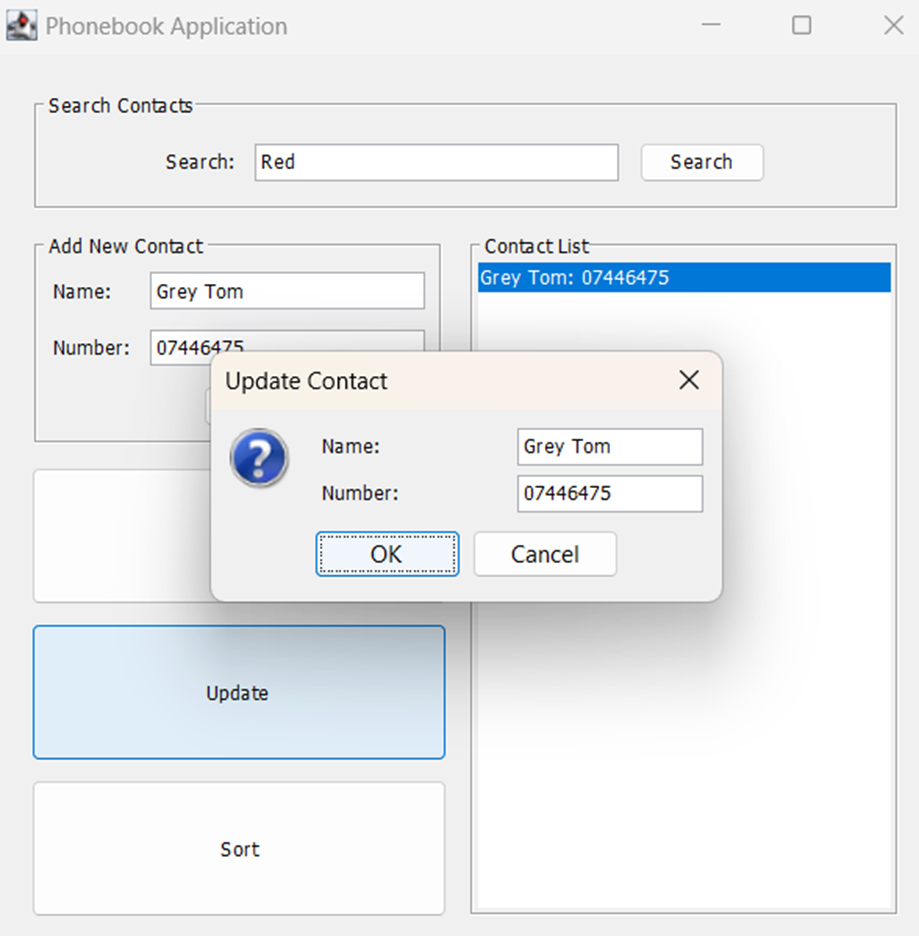 Phonebook Application
Search Contacts
Search: Red Search
Add New Contact
Name: Grey Tom
Number: 07446475
Contact List
Grey Tom: 07446475
Update Contact
Name: Grey Tom
Number: 07446475
OK Cancel
Update
Sort